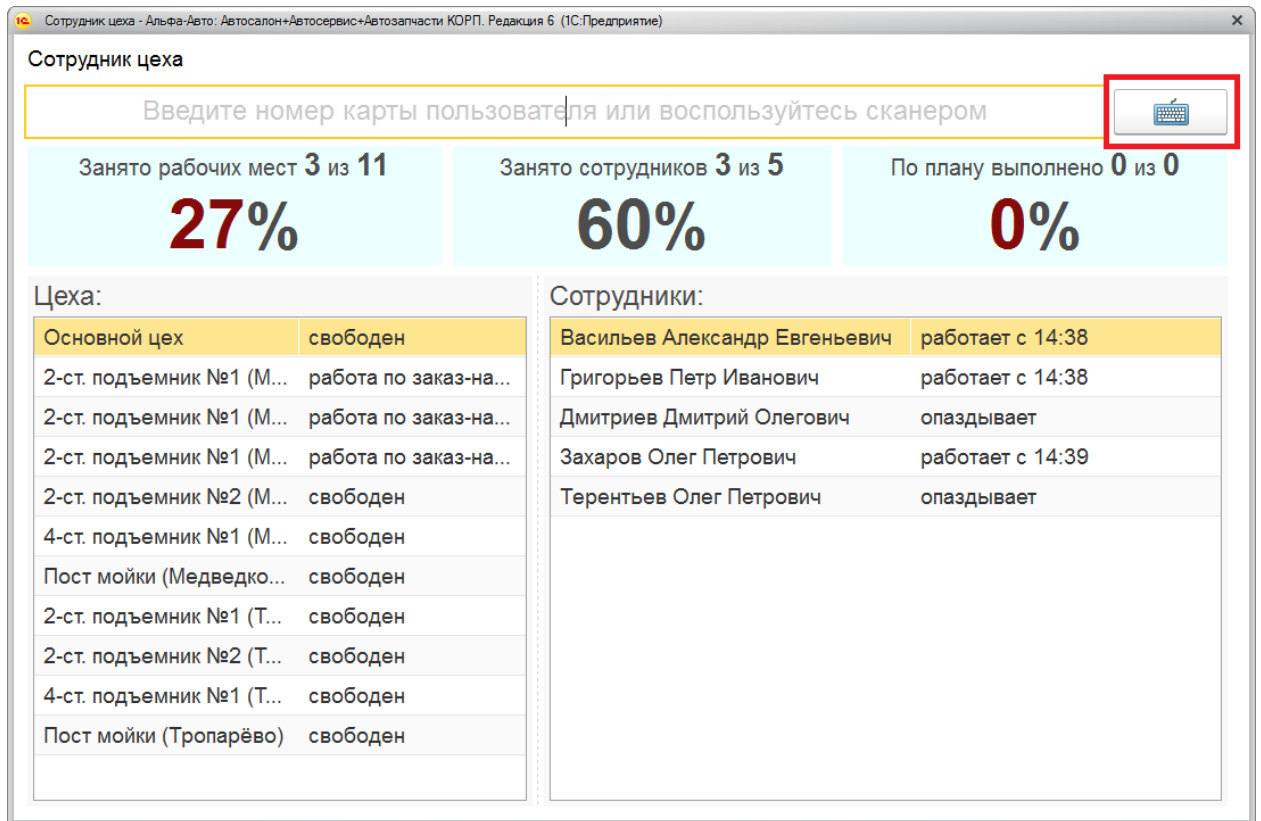 Сотрудник цеха - Альфа-Авто: Автосалон+Автосервис+Автозапчасти КОРП. Редакция 6 (1С:Предприятие)
Сотрудник цеха
Введите номер карты пользователя или воспользуйтесь сканером
Занято рабочих мест 3 из 11
27%
Занято сотрудников 3 из 5
60%
По плану выполнено 0 из 0
0%
Цеха:
Основной цех свободен
2-ст. подъемник №1 (М... работа по заказ-на...
2-ст. подъемник №1 (М... работа по заказ-на...
2-ст. подъемник №1 (М... работа по заказ-на...
2-ст. подъемник №2 (М... свободен
4-ст. подъемник №1 (М... свободен
Пост мойки (Медведко... свободен
2-ст. подъемник №1 (Т... свободен
2-ст. подъемник №2 (Т... свободен
4-ст. подъемник №1 (Т... свободен
Пост мойки (Тропарёво) свободен
Сотрудники:
Васильев Александр Евгеньевич работает с 14:38
Григорьев Петр Иванович работает с 14:38
Дмитриев Дмитрий Олегович опаздывает
Захаров Олег Петрович работает с 14:39
Терентьев Олег Петрович опаздывает